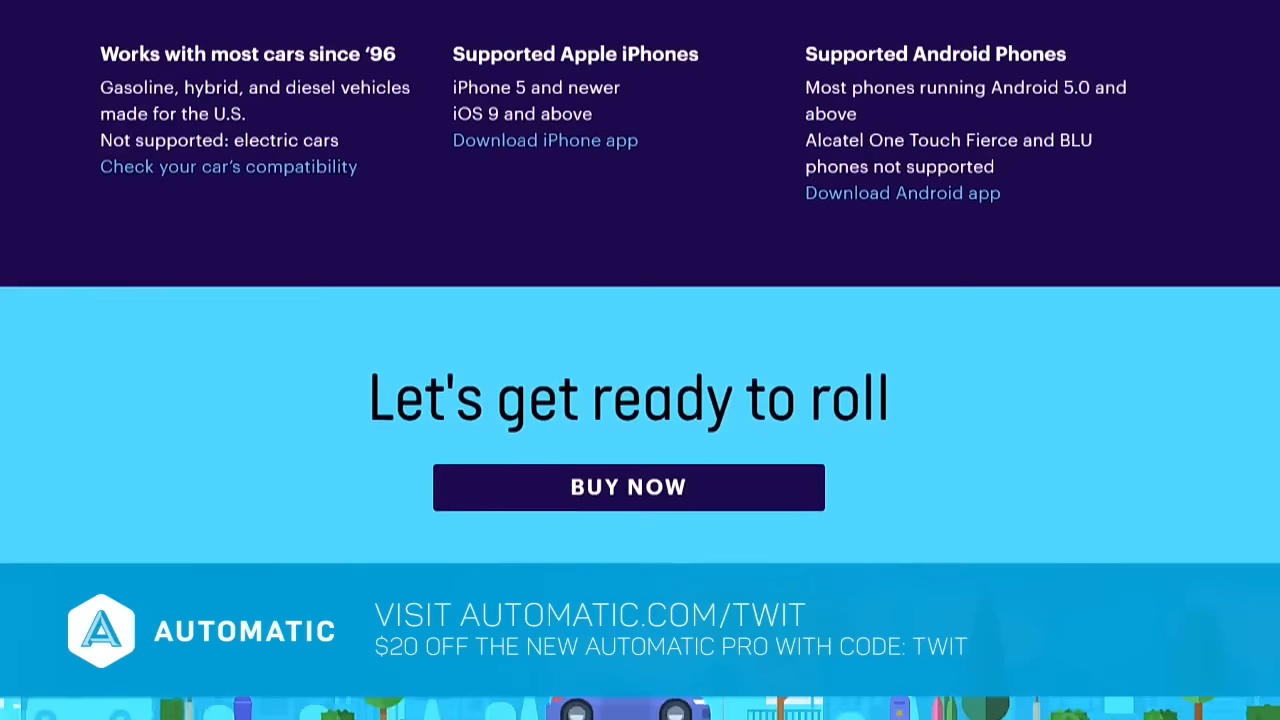 Works with most cars since ‘96
Gasoline, hybrid, and diesel vehicles
made for the U.S.
Not supported: electric cars
Check your car’s compatibility
Supported Apple iPhones
iPhone 5 and newer
iOS 9 and above
Download iPhone app
Supported Android Phones
Most phones running Android 5.0 and
above
Alcatel One Touch Fierce and BLU
phones not supported
Download Android app
Let's get ready to roll
BUY NOW
AUTOMATIC
VISIT AUTOMATIC.COM/TWIT
$20 OFF THE NEW AUTOMATIC PRO WITH CODE: TWIT